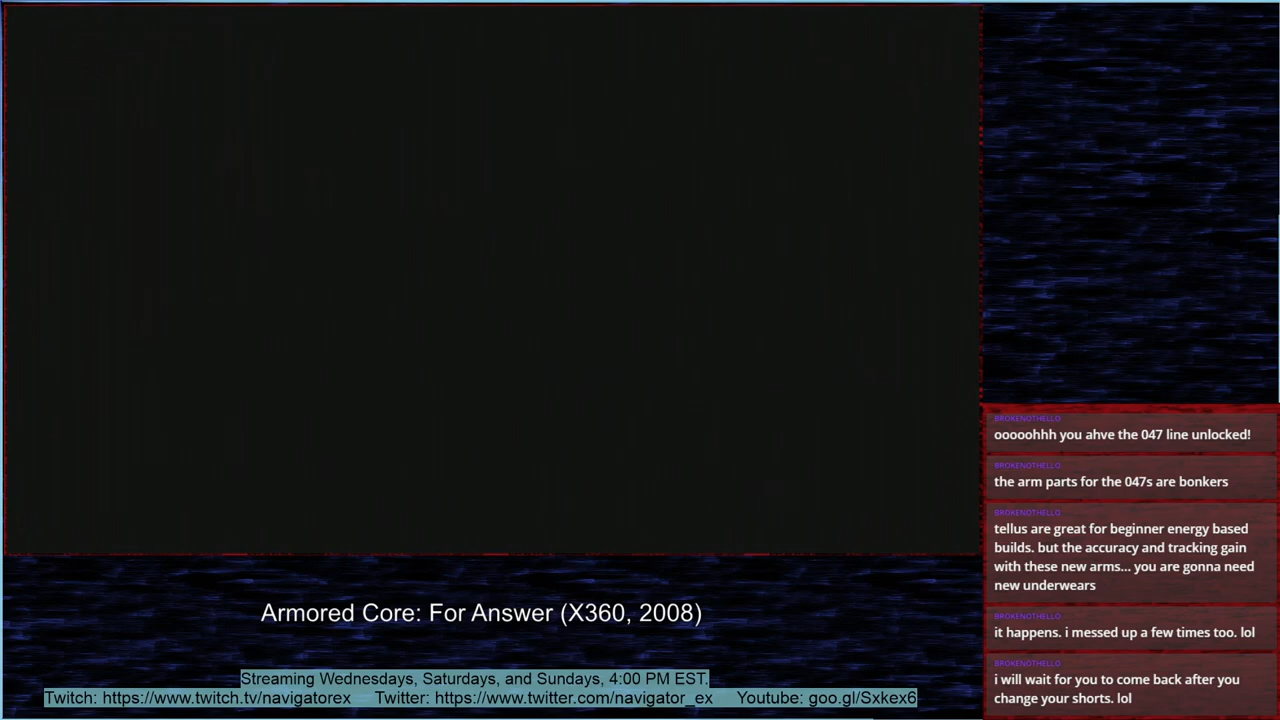 BROKENOTHELLO
ooooohhh you ahve the 047 line unlocked!
BROKENOTHELLO
the arm parts for the 047s are bonkers
BROKENOTHELLO
tellus are great for beginner energy based
builds. but the accuracy and tracking gain
with these new arms... you are gonna need
new underwears
BROKENOTHELLO
it happens. i messed up a few times too. lol
BROKENOTHELLO
i will wait for you to come back after you
change your shorts. lol
Armored Core: For Answer (X360, 2008)
Streaming Wednesdays, Saturdays, and Sundays, 4:00 PM EST.
Twitch: https://www.twitch.tv/navigatorex Twitter: https://www.twitter.com/navigator_ex Youtube: goo.gl/Sxkex6